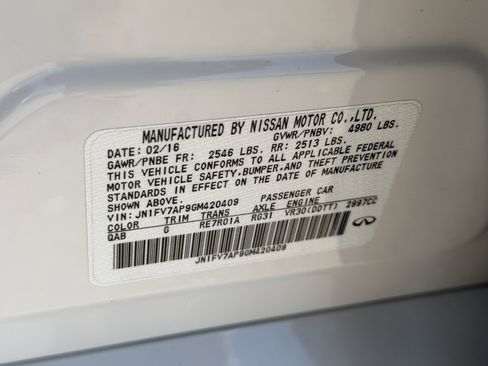 MANUFACTURED BY NISSAN MOTOR CO.,LTD.
DATE: 02/16 GVWR/PNBV: 4980 LBS.
GAWR/PNBE FR: 2546 LBS. RR: 2513 LBS.
THIS VEHICLE CONFORMS TO ALL APPLICABLE FEDERAL
MOTOR VEHICLE SAFETY,BUMPER,AND THEFT PREVENTION
STANDARDS IN EFFECT ON THE DATE OF MANUFACTURE
SHOWN ABOVE.
VIN: JN1FV7AP9GM420409 PASSENGER CAR
COLOR TRIM TRANS AXLE ENGINE
QAB G RE7R01A RG31 VR30(DDTT) 2997CC
JN1FV7AP9GM420409